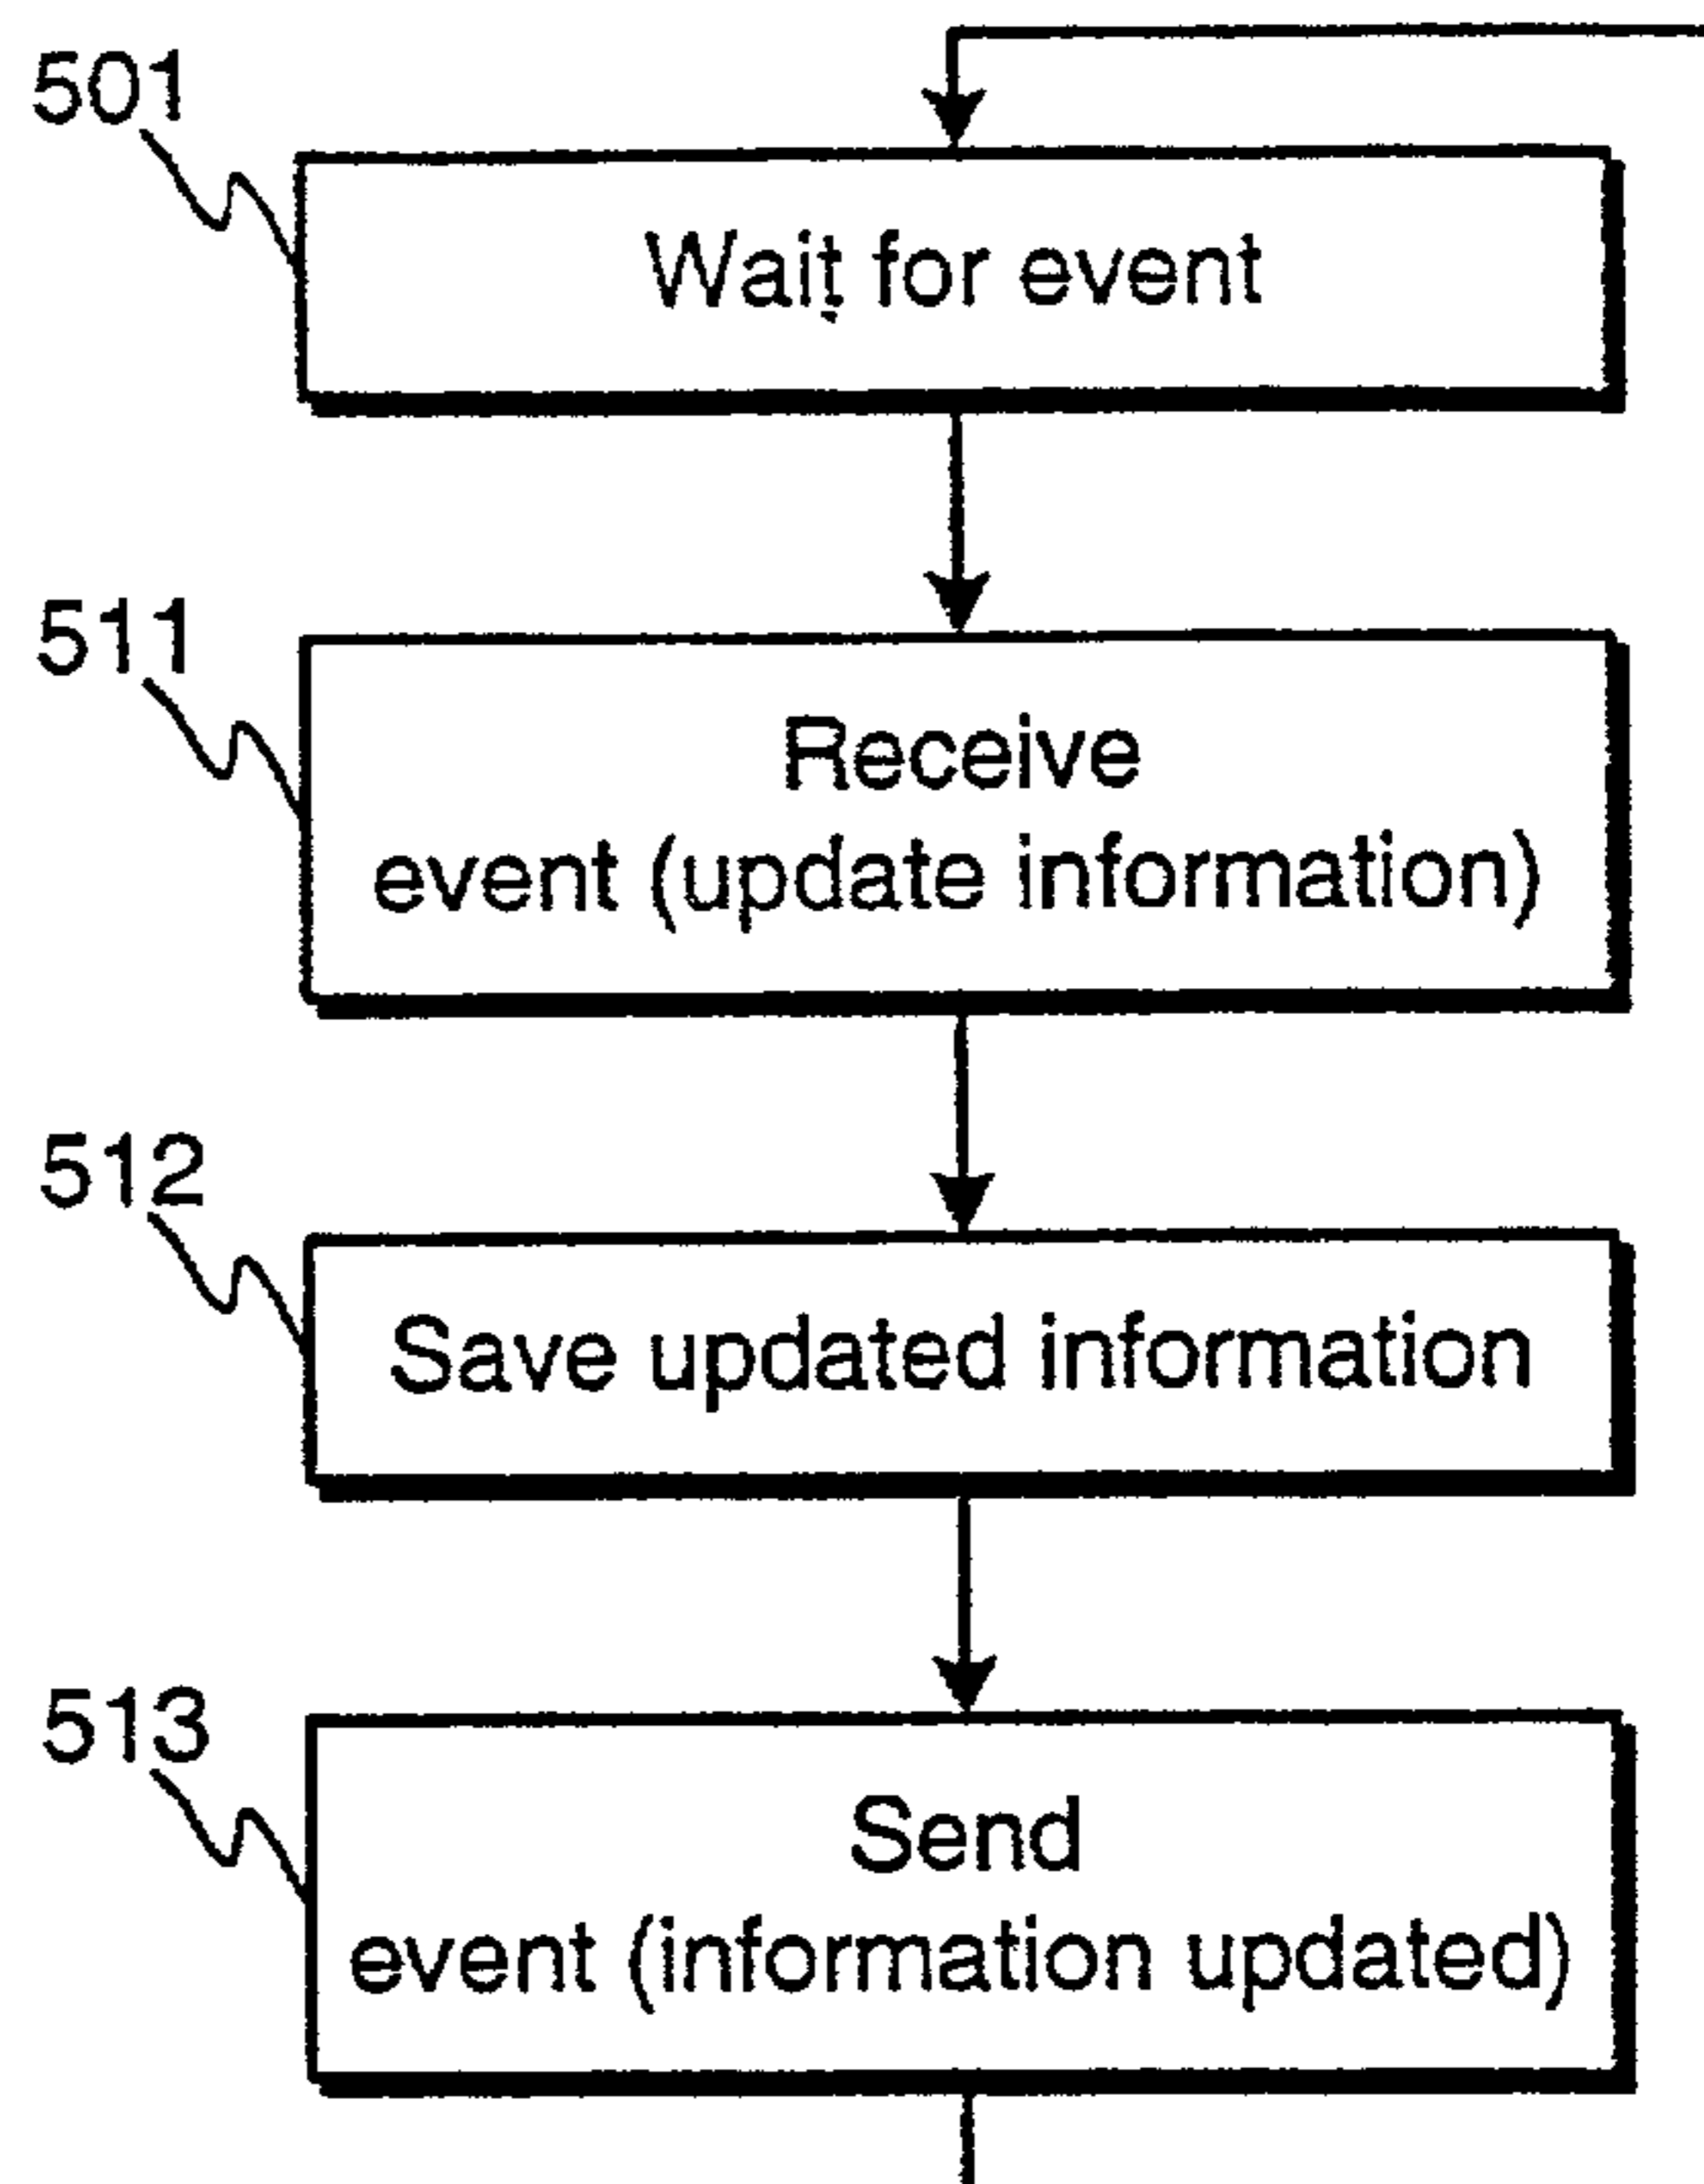 501
Wait for event
511
Receive
event (update information)
512
Save updated information
513
Send
event (information updated)